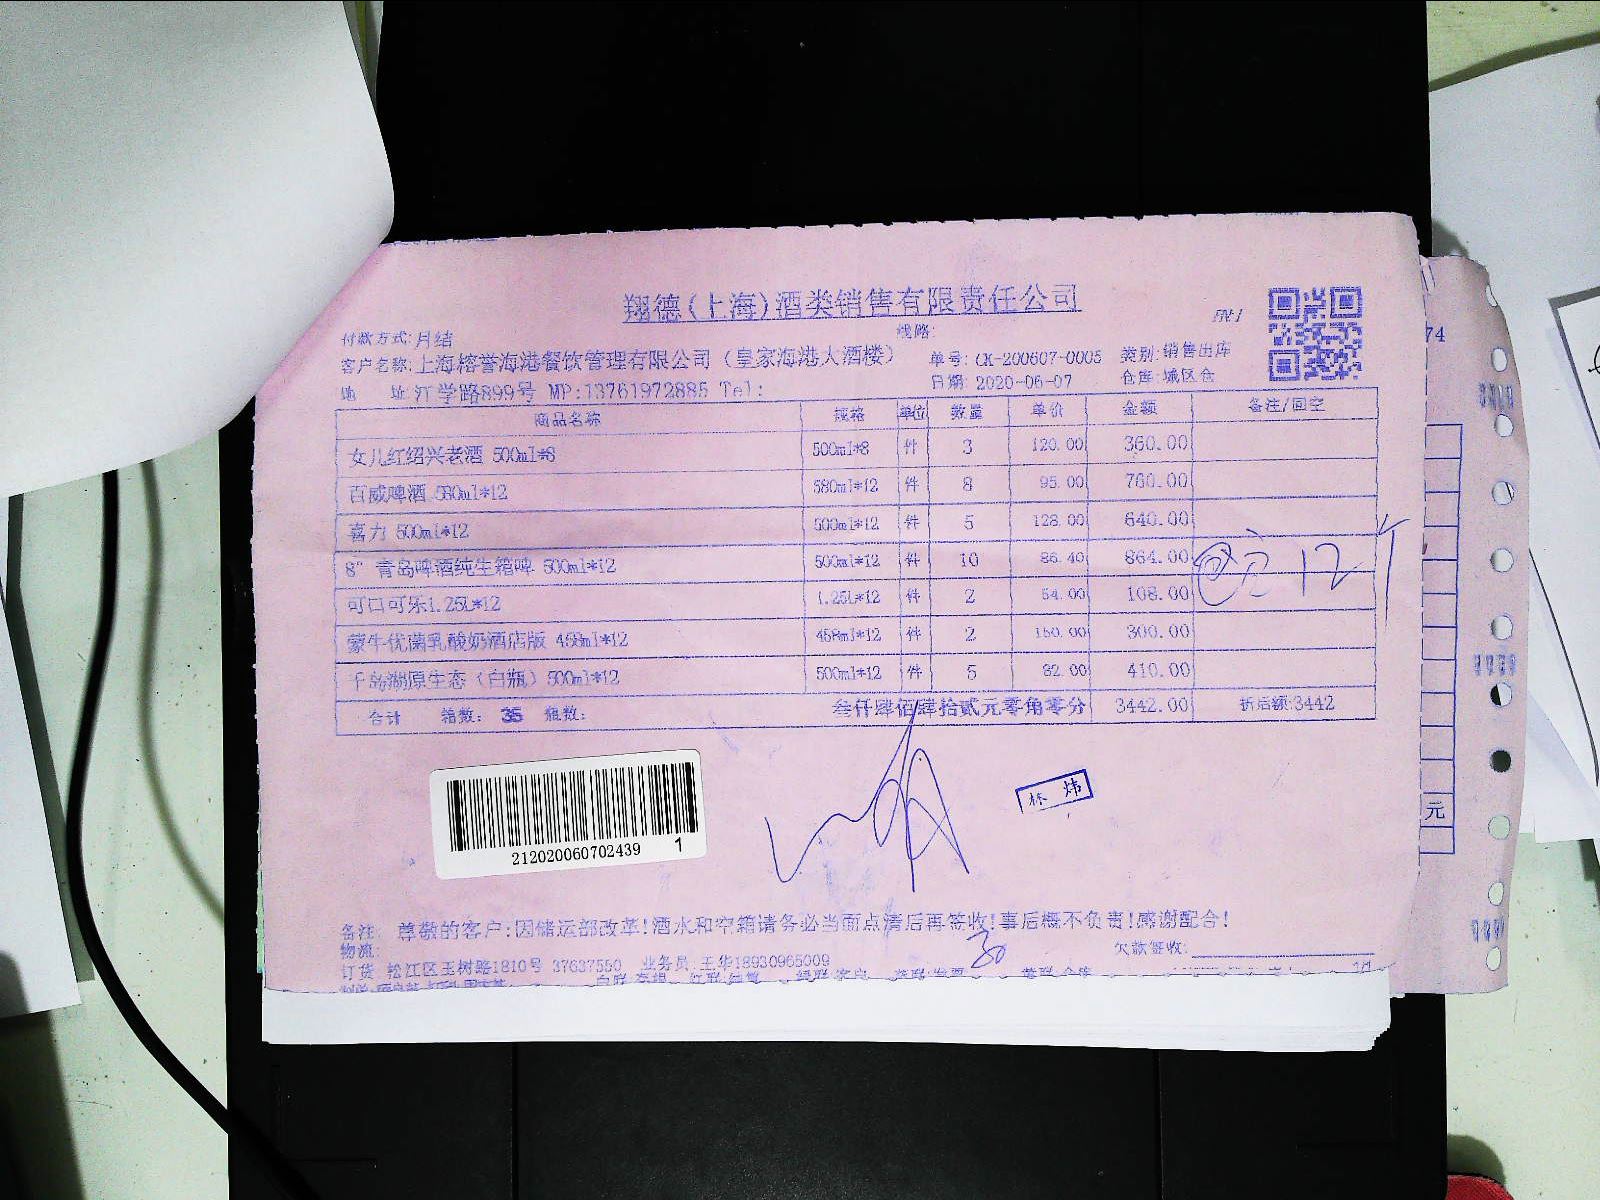 翔德(上海)酒类销售有限责任公司
付款方式:月结 线路:
客户名称:上海榕誉海港餐饮管理有限公司（皇家海港大酒楼） 单号:CK-200607-0005 类别:销售出库
地 址:江学路899号 MP:13761972885 Tel: 日期:2020-06-07 仓库:城区仓
商品名称 规格 单位 数量 单价 金额 备注/回空
女儿红绍兴老酒 500ml*8 500ml*8 件 3 120.00 360.00
百威啤酒 580ml*12 580ml*12 件 8 95.00 760.00
喜力 500ml*12 500ml*12 件 5 128.00 640.00
8°青岛啤酒纯生箱啤 500ml*12 500ml*12 件 10 86.40 864.00
可口可乐1.25L*12 1.25L*12 件 2 54.00 108.00
蒙牛优菌乳酸奶酒店版 458ml*12 458ml*12 件 2 150.00 300.00
千岛湖原生态（白瓶）500ml*12 500ml*12 件 5 82.00 410.00
合计 箱数: 35 瓶数: 叁仟肆佰肆拾贰元零角零分 3442.00 折后额:3442
林炜
212020060702439 1
备注: 尊敬的客户:因储运部改革!酒水和空箱请务必当面点清后再签收!事后概不负责!感谢配合!
物流: 30 欠款签收:
订货 松江区玉树路1810号 37637550 业务员 王华18930965009
74
元